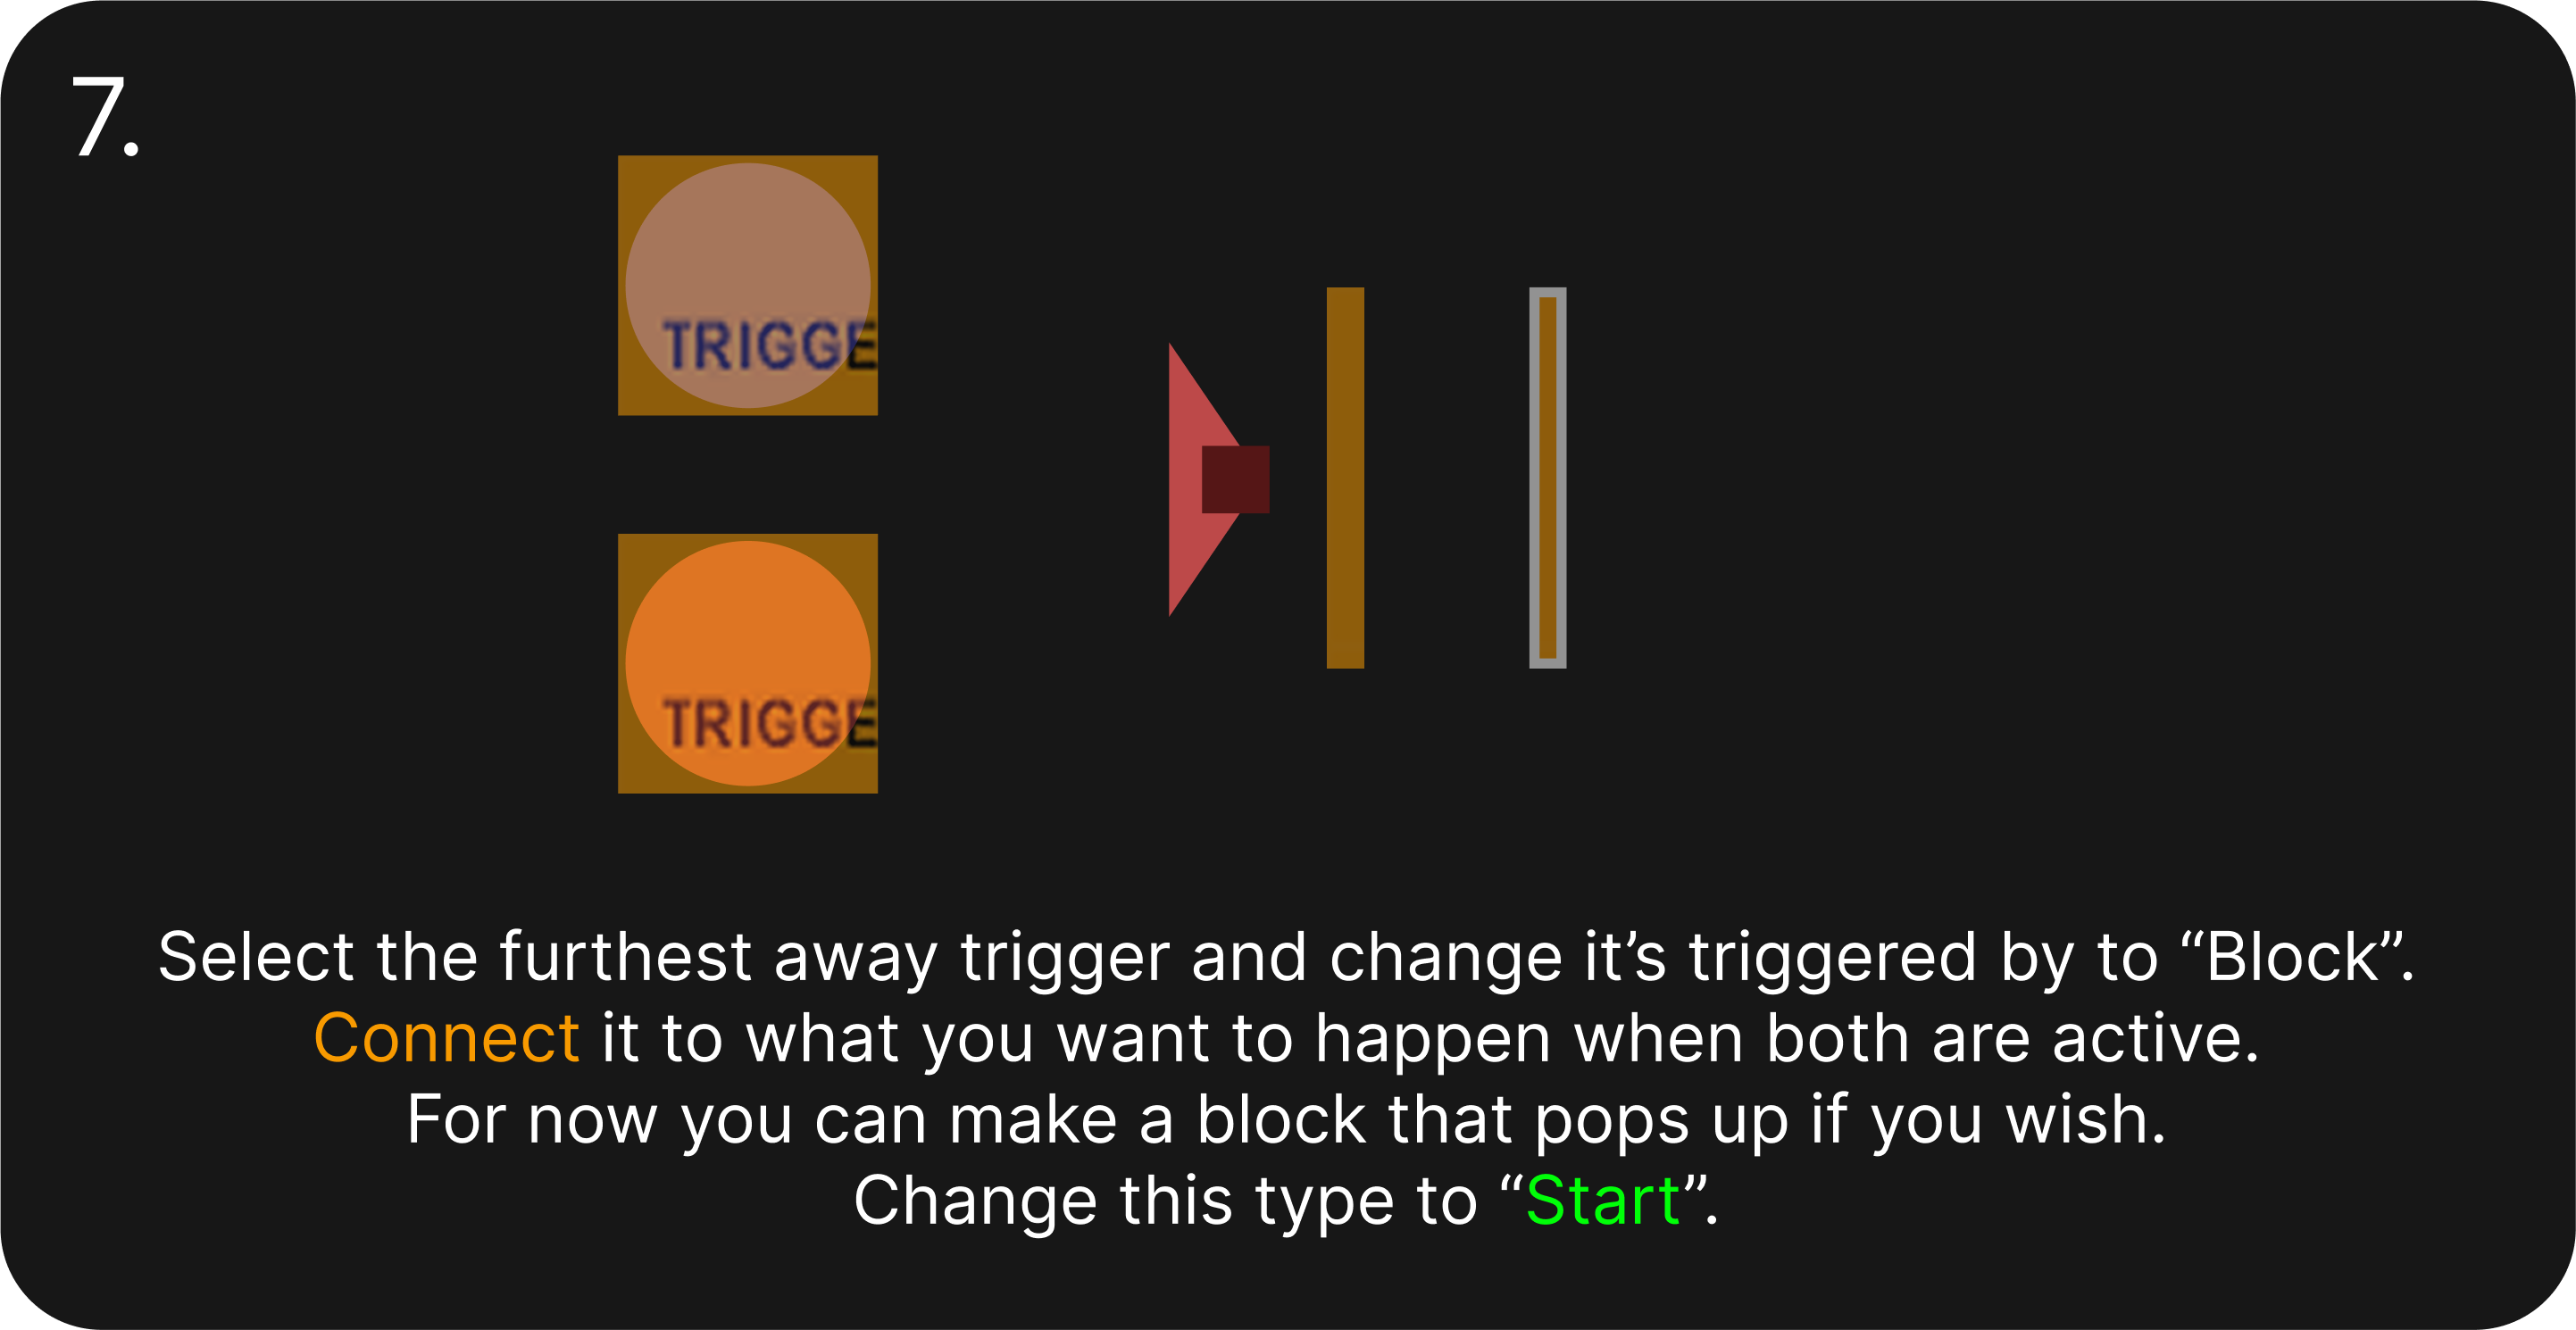 7.
TRIGGE
TRIGGE
Select the furthest away trigger and change it’s triggered by to “Block”.
Connect it to what you want to happen when both are active.
For now you can make a block that pops up if you wish.
Change this type to “Start”.